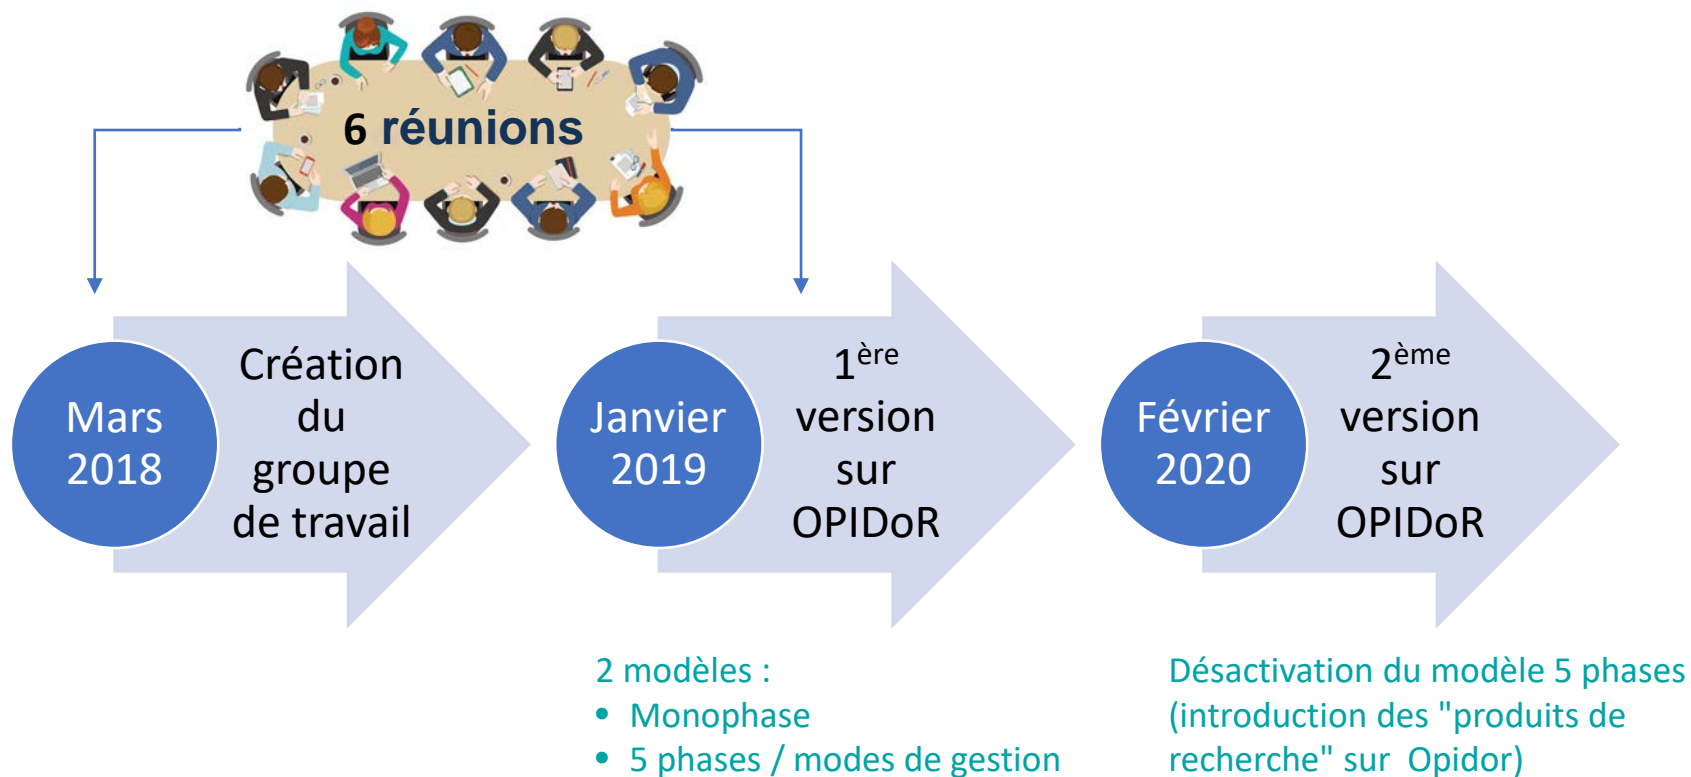 6 réunions
Mars
2018
Création
du
groupe
de travail
Janvier
2019
1ère
version
sur
OPIDoR
Février
2020
2ème
version
sur
OPIDoR
2 modèles :
• Monophase
• 5 phases / modes de gestion
Désactivation du modèle 5 phases
(introduction des "produits de
recherche" sur Opidor)